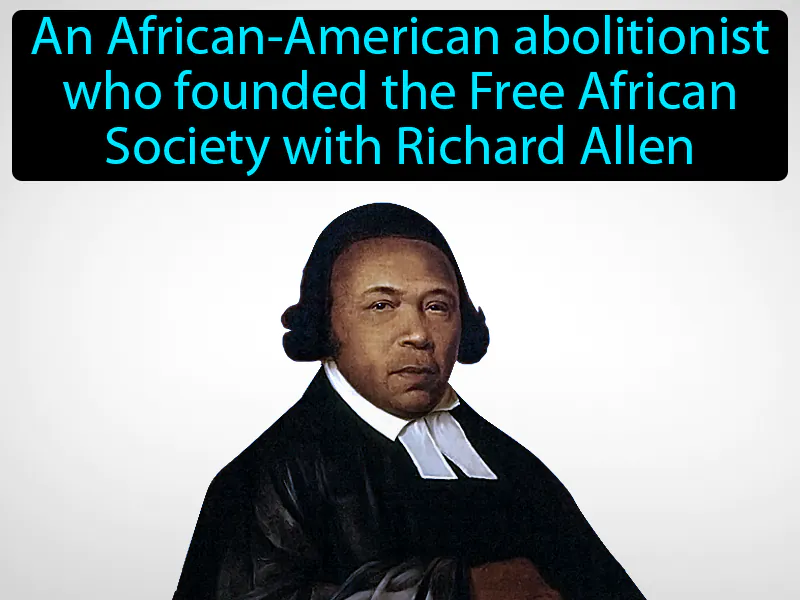 An African-American abolitionist
who founded the Free African
Society with Richard Allen